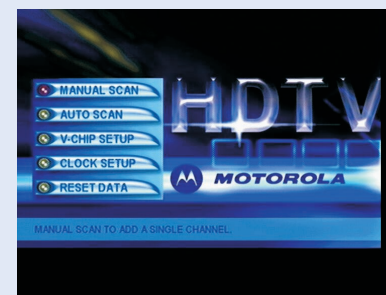 MANUAL SCAN
AUTO SCAN
V-CHIP SETUP
CLOCK SETUP
RESET DATA
HDTV
MOTOROLA
MANUAL SCAN TO ADD A SINGLE CHANNEL.